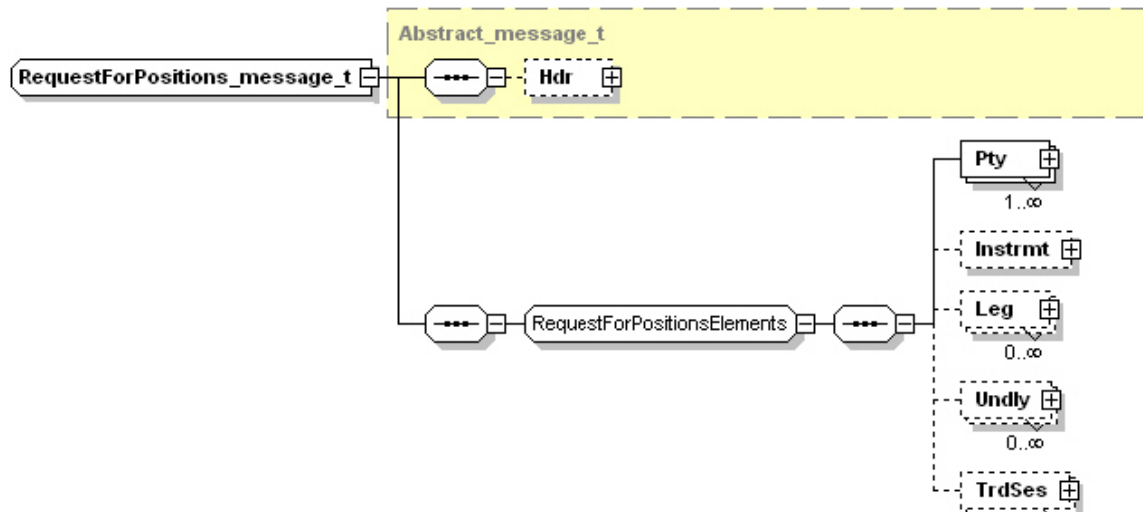 Abstract_message_t
RequestForPositions_message_t
Hdr
Pty
1..∞
Instrmt
Leg
0..∞
RequestForPositionsElements
Undly
0..∞
TrdSes